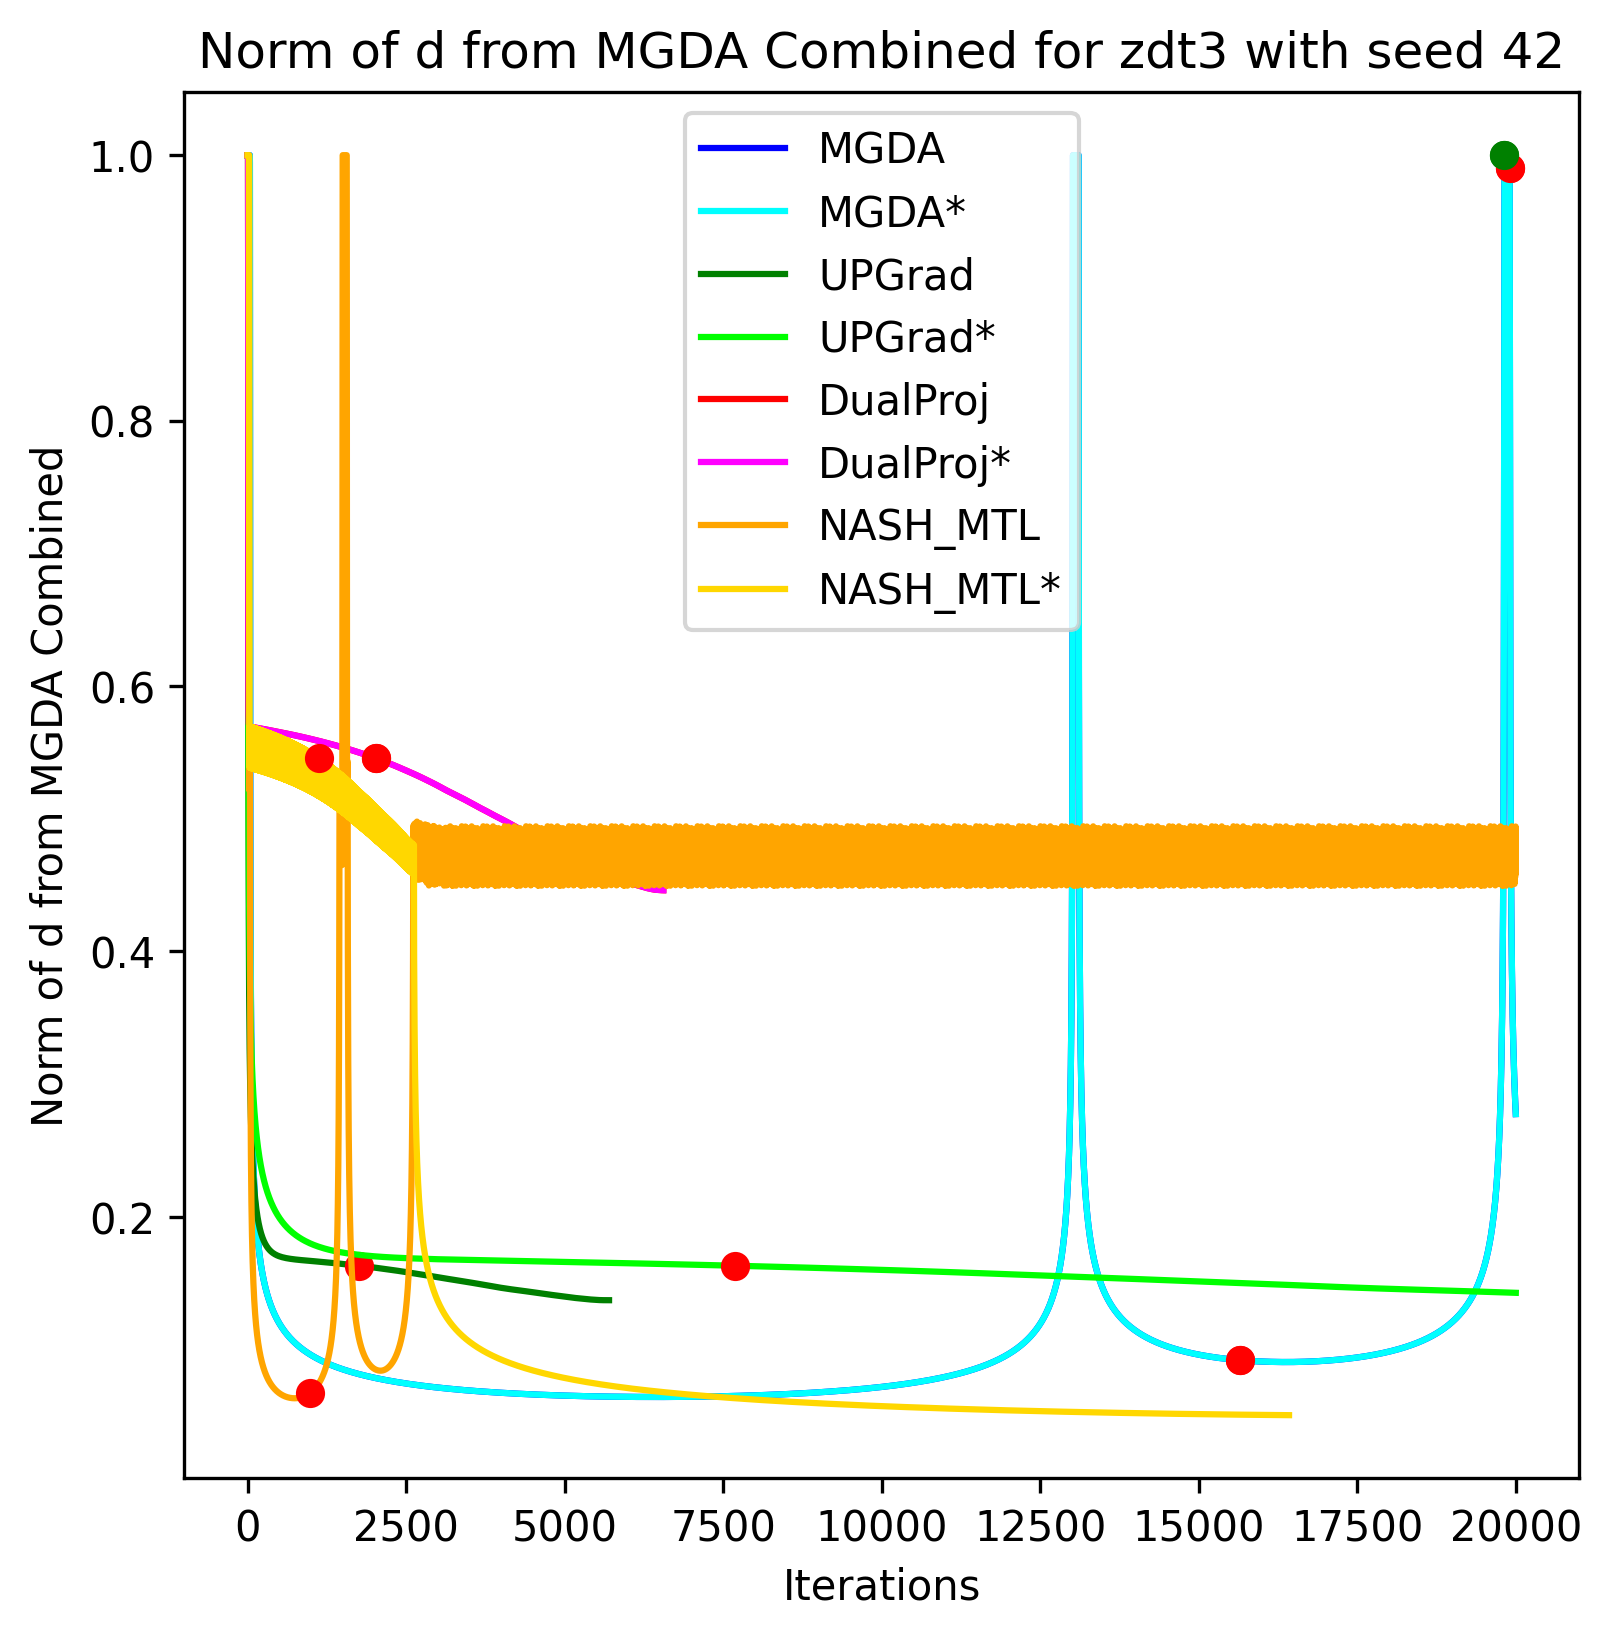 Norm of d from MGDA Combined for zdt3 with seed 42
Norm of d from MGDA Combined
1.0
0.8
0.6
0.4
0.2
MGDA
MGDA*
UPGrad
UPGrad*
DualProj
DualProj*
NASH_MTL
NASH_MTL*
0 2500 5000 7500 10000 12500 15000 17500 20000
Iterations